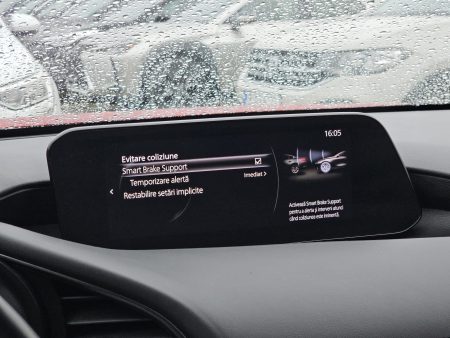 16:05
Evitare coliziune
Smart Brake Support
Temporizare alertă
Imediat
Restabilire setări implicite
Activează Smart Brake Support
pentru a alerta și interveni atunci
când coliziunea este iminentă.